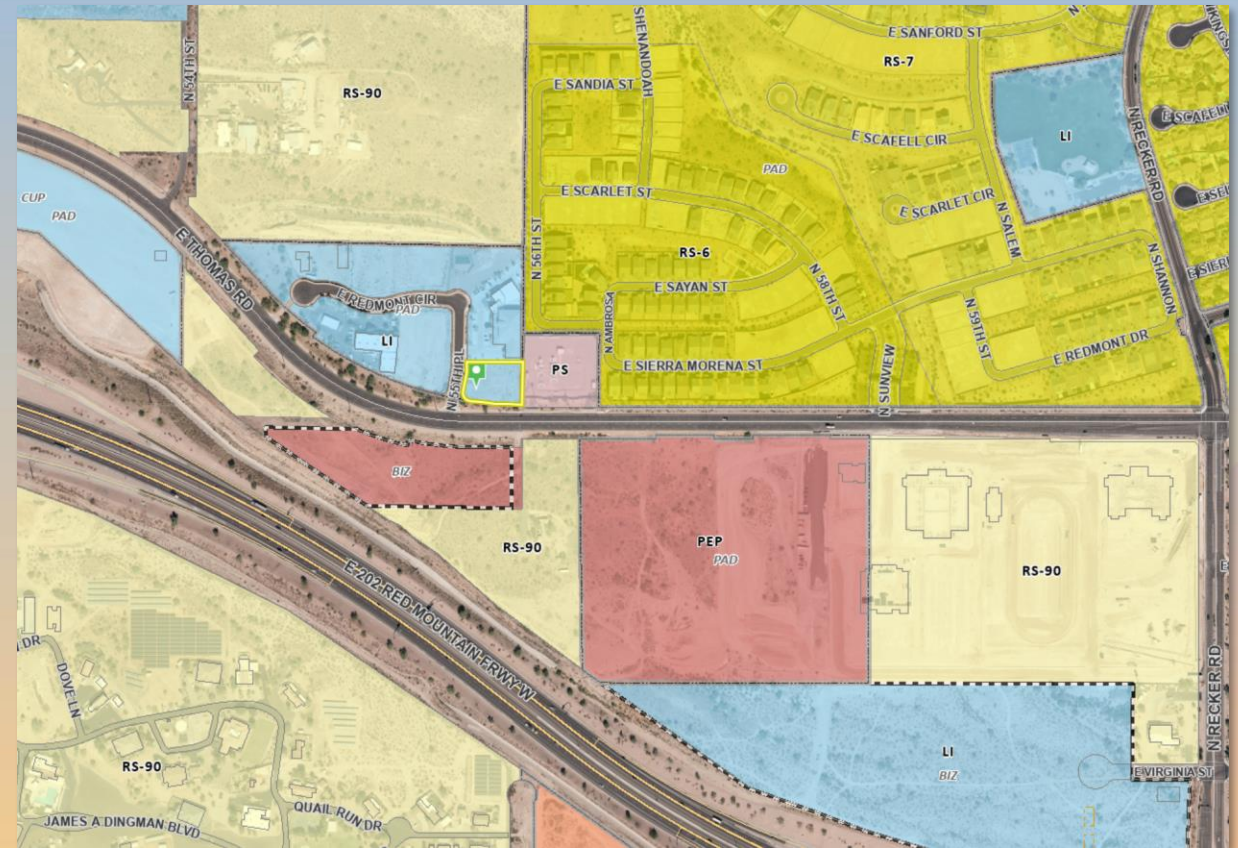 N 54TH ST
RS-90
SHENANDOAH
E SANFORD ST
RS-7
E SANDIA ST
E SCAFELL CIR
LI
N RECKER RD
CUP
PAD
PAD
E SCARLET ST
E SCARLET CIR
N SALEM
E THOMAS RD
N 56TH ST
RS-6
N 58TH ST
N SHANNON
E REDMONT CIR
PAD
LI
N AMBROSA
E SAYAN ST
N 59TH ST
E REDMONT DR
PS
E SIERRA MORENA ST
N SUNVIEW
BIZ
RS-90
PEP
PAD
RS-90
E 202 RED MOUNTAIN FRWY W
DR
DOVE LN
RS-90
QUAIL RUN DR
JAMES A DINGMAN BLVD
LI
BIZ
E VIRGINIA ST
N RECKER RD